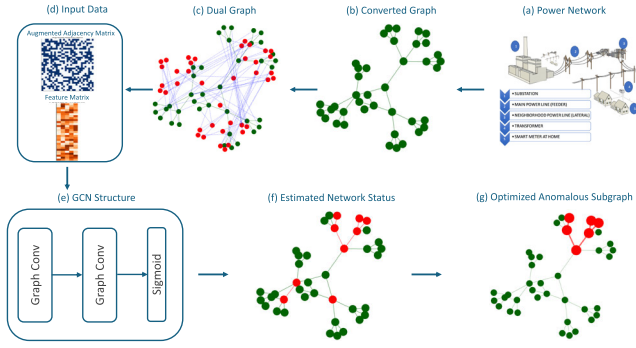 (d) Input Data
(c) Dual Graph
(b) Converted Graph
(a) Power Network
Augmented Adjacency Matrix
Feature Matrix
• SUBSTATION
• MAIN POWER LINE (FEEDER)
• NEIGHBORHOOD POWER LINE (LATERAL)
• TRANSFORMER
• SMART METER AT HOME
(e) GCN Structure
(f) Estimated Network Status
(g) Optimized Anomalous Subgraph
Graph Conv
Graph Conv
Sigmoid